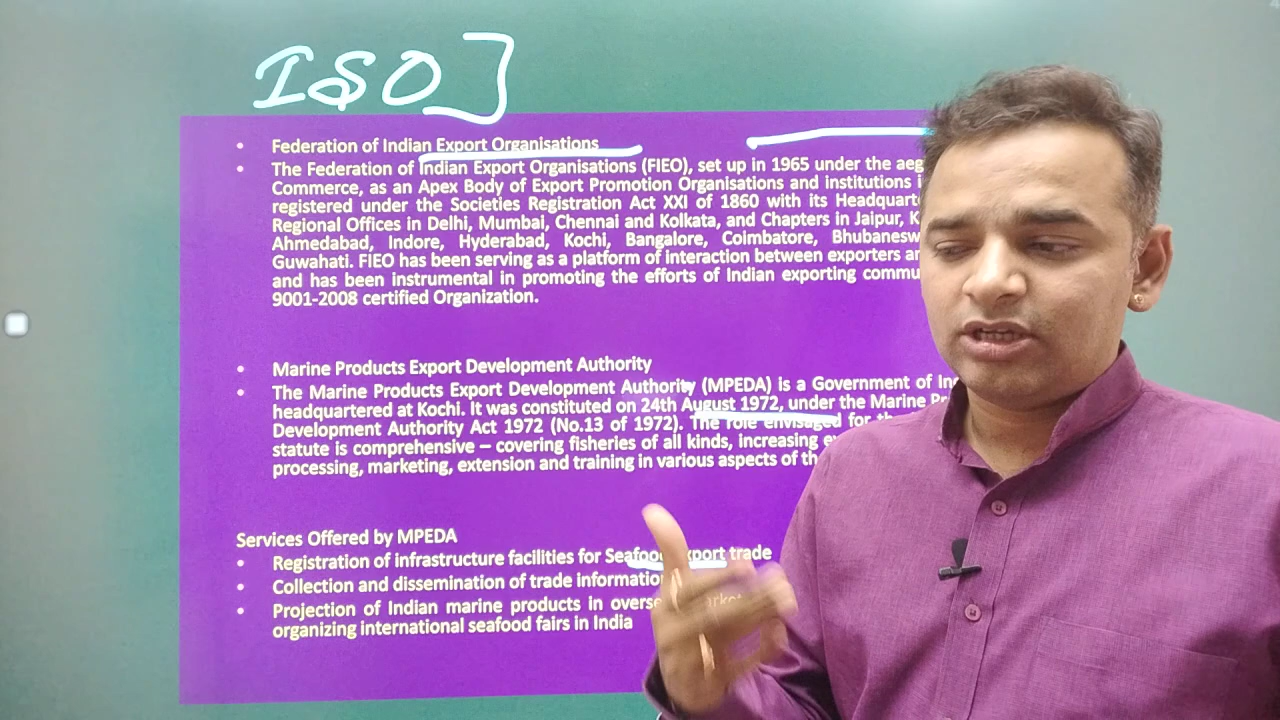 ISO]
• Federation of Indian Export Organisations
• The Federation of Indian Export Organisations (FIEO), set up in 1965 under the
Commerce, as an Apex Body of Export Promotion Organisations and institutions
registered under the Societies Registration Act XXI of 1860 with its
Regional Offices in Delhi, Mumbai, Chennai and Kolkata, and Chapters in Jaipur,
Ahmedabad, Indore, Hyderabad, Kochi, Bangalore, Coimbatore,
Guwahati. FIEO has been serving as a platform of interaction between exporters
and has been instrumental in promoting the efforts of Indian exporting
9001-2008 certified Organization.
• Marine Products Export Development Authority
• The Marine Products Export Development Authority (MPEDA) is a Government of
headquartered at Kochi. It was constituted on 24th August 1972, under the Marine
Development Authority Act 1972 (No.13 of 1972). The role envisaged for
statute is comprehensive – covering fisheries of all kinds, increasing
processing, marketing, extension and training in various aspects of
Services Offered by MPEDA
• Registration of infrastructure facilities for Seafood export trade
• Collection and dissemination of trade information
• Projection of Indian marine products in
organizing international seafood fairs in India